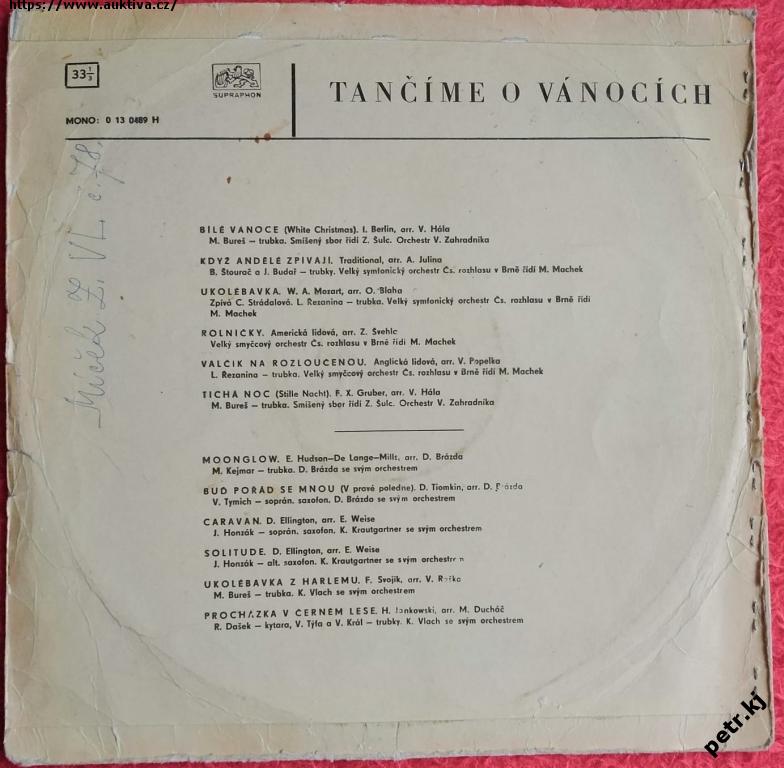 https://www.auktiva.cz/
33 1/3
SUPRAPHON
TANČÍME O VÁNOCÍCH
MONO: 0 13 0489 H
BÍLÉ VÁNOCE (White Christmas). I. Berlin, arr. V. Hála
M. Bureš – trubka. Smíšený sbor řídí Z. Šulc. Orchestr V. Zahradníka
KDYŽ ANDĚLÉ ZPÍVAJÍ. Traditional, arr. A. Julina
B. Štourač a J. Budař – trubky. Velký symfonický orchestr Čs. rozhlasu v Brně řídí M. Machek
UKOLÉBAVKA. W. A. Mozart, arr. O. Blaha
Zpívá C. Strádalová. L. Řezanina – trubka. Velký symfonický orchestr Čs. rozhlasu v Brně řídí
M. Machek
ROLNIČKY. Americká lidová, arr. Z. Švehle
Velký smyčcový orchestr Čs. rozhlasu v Brně řídí M. Machek
VALČÍK NA ROZLOUČENOU. Anglická lidová, arr. V. Popelka
L. Řezanina – trubka. Velký smyčcový orchestr Čs. rozhlasu v Brně řídí M. Machek
TICHÁ NOC (Stille Nacht). F. X. Gruber, arr. V. Hála
M. Bureš – trubka. Smíšený sbor řídí Z. Šulc. Orchestr V. Zahradníka
MOONGLOW. E. Hudson–De Lange–Mills, arr. D. Brázda
M. Kejmar – trubka. D. Brázda se svým orchestrem
BUĎ POŘÁD SE MNOU (V pravé poledne). D. Tiomkin, arr. D. Brázda
V. Tymich – soprán. saxofon. D. Brázda se svým orchestrem
CARAVAN. D. Ellington, arr. E. Weise
J. Honzák – soprán. saxofon. K. Krautgartner se svým orchestrem
SOLITUDE. D. Ellington, arr. E. Weise
J. Honzák – alt. saxofon. K. Krautgartner se svým orchestrem
UKOLÉBAVKA Z HARLEMU. F. Svojík, arr. V. Raška
M. Bureš – trubka. K. Vlach se svým orchestrem
PROCHÁZKA V ČERNÉM LESE. H. Jankowski, arr. M. Ducháč
R. Dašek – kytara, V. Týfa a V. Král – trubky. K. Vlach se svým orchestrem
Z. VL. č. 78.
petr.kj